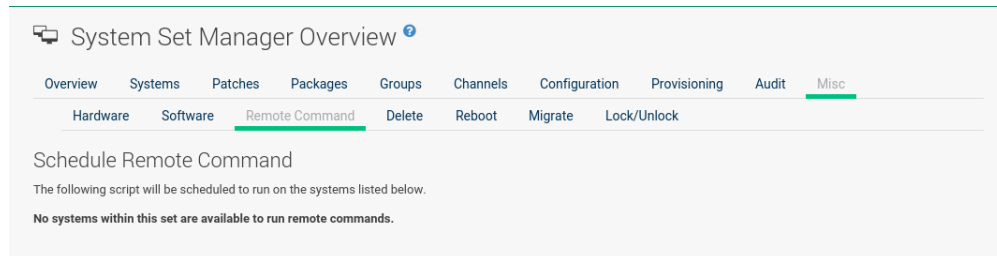 System Set Manager Overview ?
Overview Systems Patches Packages Groups Channels Configuration Provisioning Audit Misc
Hardware Software Remote Command Delete Reboot Migrate Lock/Unlock
Schedule Remote Command
The following script will be scheduled to run on the systems listed below.
No systems within this set are available to run remote commands.